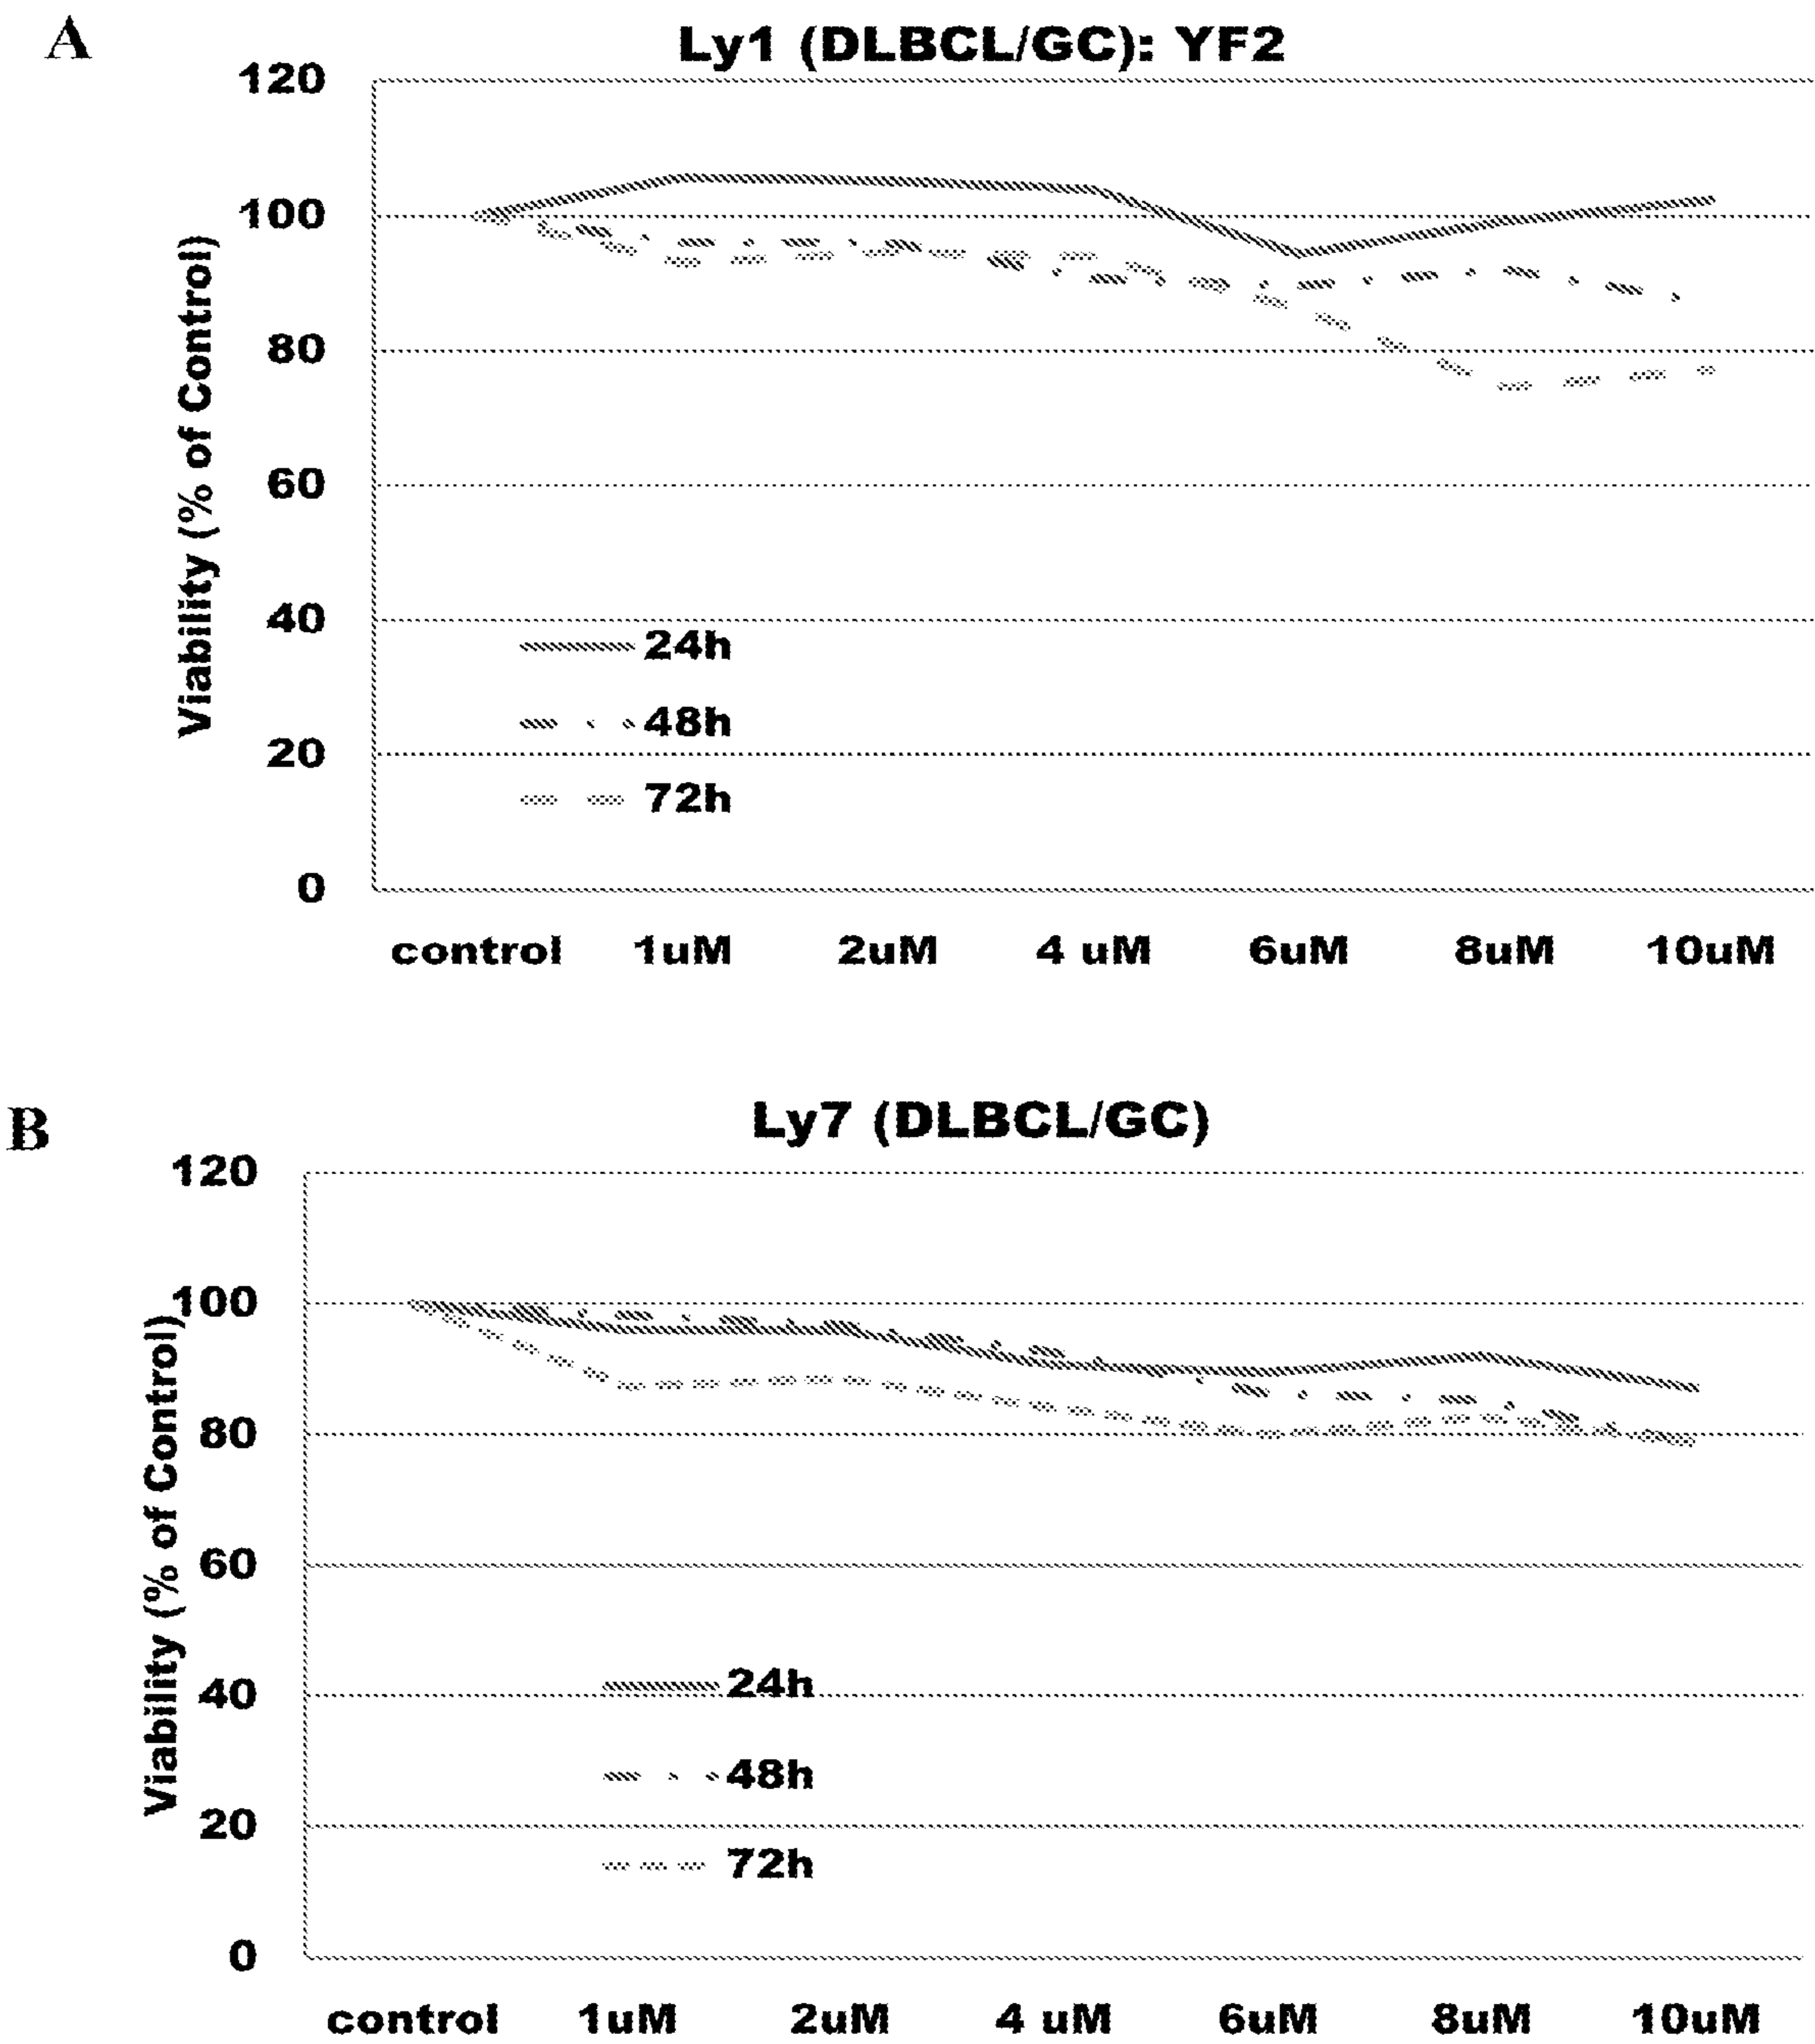 A
Ly1 (DLBCL/GC): YF2
Viability (% of Control)
120
100
80
60
40
20
0
24h
48h
72h
control 1uM 2uM 4 uM 6uM 8uM 10uM
B
Ly7 (DLBCL/GC)
Viability (% of Control)
120
100
80
60
40
20
0
24h
48h
72h
control 1uM 2uM 4 uM 6uM 8uM 10uM